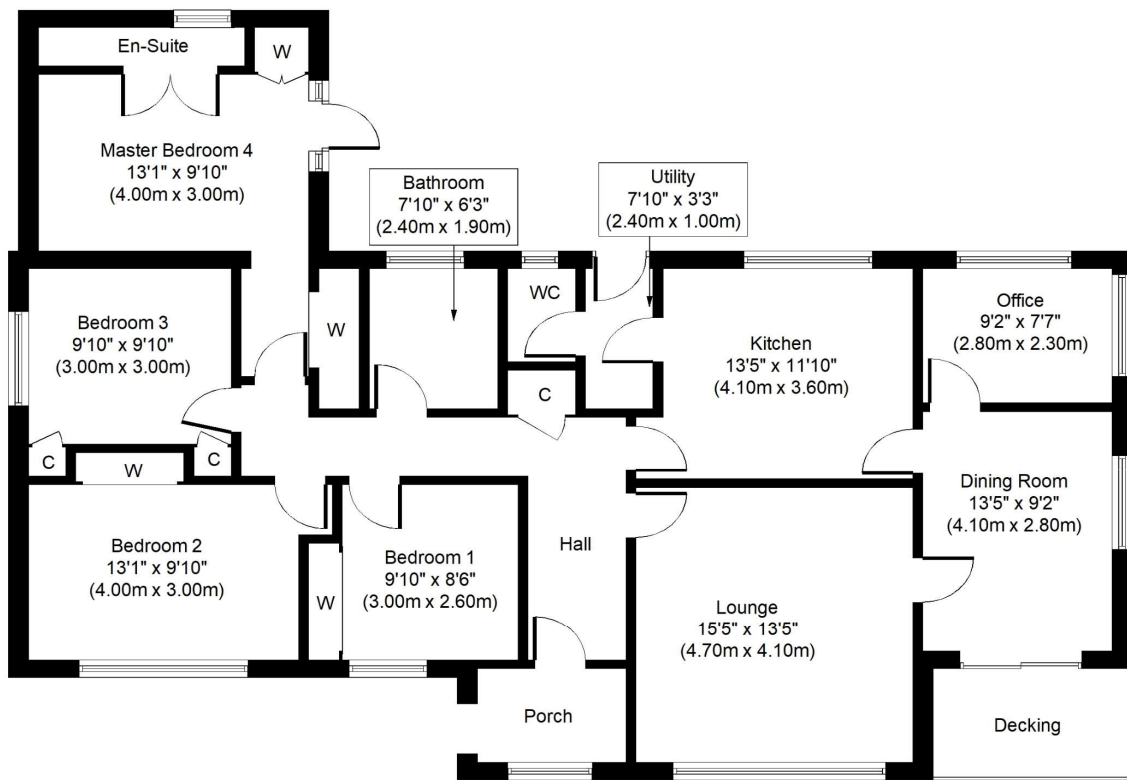 En-Suite
W
Master Bedroom 4
13'1" x 9'10"
(4.00m x 3.00m)
Bathroom
7'10" x 6'3"
(2.40m x 1.90m)
Utility
7'10" x 3'3"
(2.40m x 1.00m)
Bedroom 3
9'10" x 9'10"
(3.00m x 3.00m)
W
WC
Kitchen
13'5" x 11'10"
(4.10m x 3.60m)
Office
9'2" x 7'7"
(2.80m x 2.30m)
C
C
W
C
Dining Room
13'5" x 9'2"
(4.10m x 2.80m)
Bedroom 2
13'1" x 9'10"
(4.00m x 3.00m)
W
Bedroom 1
9'10" x 8'6"
(3.00m x 2.60m)
Hall
Lounge
15'5" x 13'5"
(4.70m x 4.10m)
Porch
Decking